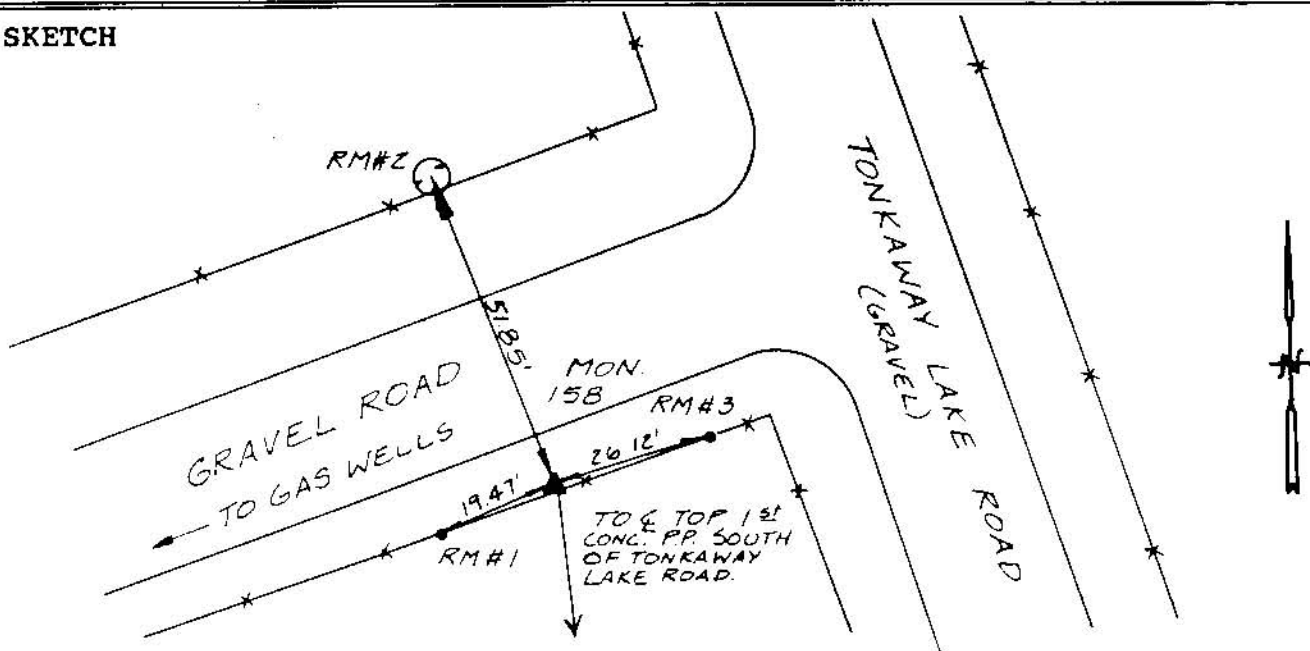 SKETCH
RM#2
TONKAWAY LAKE ROAD
(GRAVEL)
51.85'
MON.
158
RM#3
GRAVEL ROAD
TO GAS WELLS
26.12'
19.47'
RM#1
TO ℄ TOP 1st
CONC. P.P. SOUTH
OF TONKAWAY
LAKE ROAD.
N